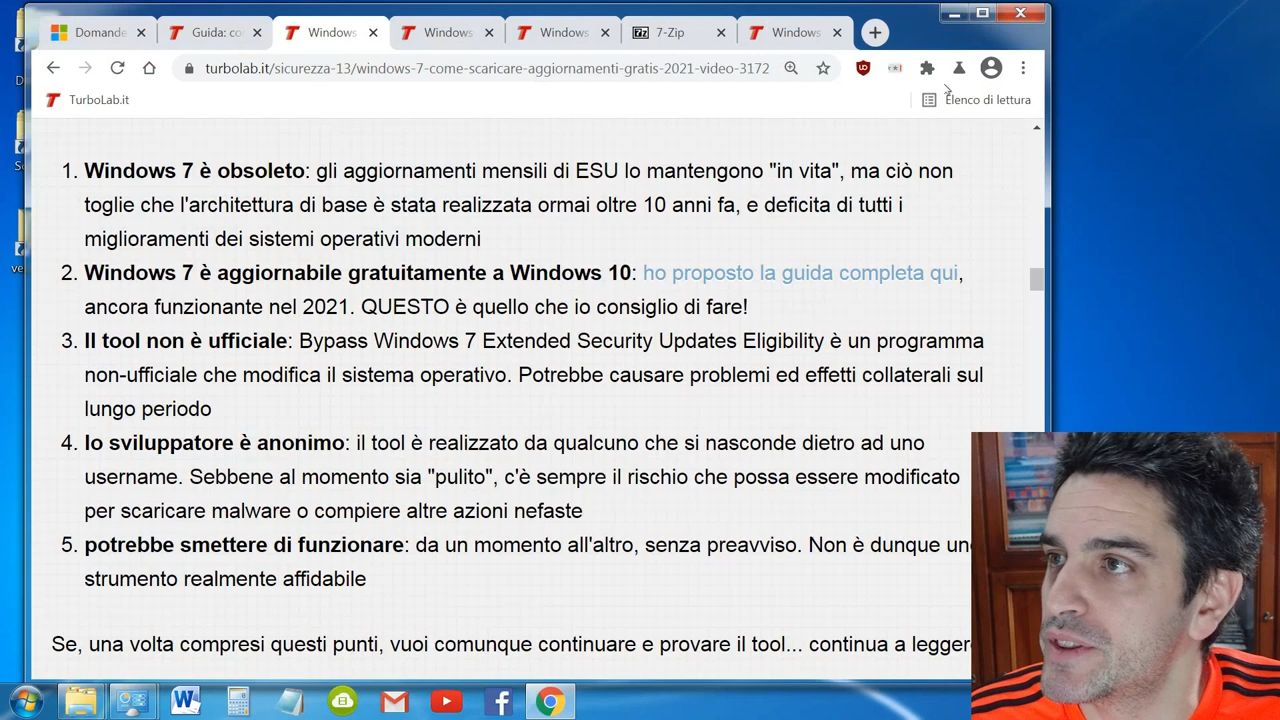 Domande
Guida: co
Windows
Windows
Windows
7-Zip
Windows
turbolab.it/sicurezza-13/windows-7-come-scaricare-aggiornamenti-gratis-2021-video-3172
TurboLab.it
Elenco di lettura
1. Windows 7 è obsoleto: gli aggiornamenti mensili di ESU lo mantengono "in vita", ma ciò non
toglie che l'architettura di base è stata realizzata ormai oltre 10 anni fa, e deficita di tutti i
miglioramenti dei sistemi operativi moderni
2. Windows 7 è aggiornabile gratuitamente a Windows 10: ho proposto la guida completa qui,
ancora funzionante nel 2021. QUESTO è quello che io consiglio di fare!
3. Il tool non è ufficiale: Bypass Windows 7 Extended Security Updates Eligibility è un programma
non-ufficiale che modifica il sistema operativo. Potrebbe causare problemi ed effetti collaterali sul
lungo periodo
4. lo sviluppatore è anonimo: il tool è realizzato da qualcuno che si nasconde dietro ad uno
username. Sebbene al momento sia "pulito", c'è sempre il rischio che possa essere modificato
per scaricare malware o compiere altre azioni nefaste
5. potrebbe smettere di funzionare: da un momento all'altro, senza preavviso. Non è dunque uno
strumento realmente affidabile
Se, una volta compresi questi punti, vuoi comunque continuare e provare il tool... continua a leggere